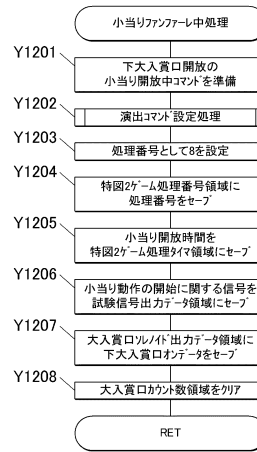 小当りファンファーレ中処理
Y1201
下大入賞口開放の
小当り開放中コマンドを準備
Y1202
演出コマンド設定処理
Y1203
処理番号として8を設定
Y1204
特図2ゲーム処理番号領域に
処理番号をセーブ
Y1205
小当り開放時間を
特図2ゲーム処理タイマ領域にセーブ
Y1206
小当り動作の開始に関する信号を
試験信号出力データ領域にセーブ
Y1207
大入賞口ソレノイド出力データ領域に
下大入賞口オンデータをセーブ
Y1208
大入賞口カウント数領域をクリア
RET